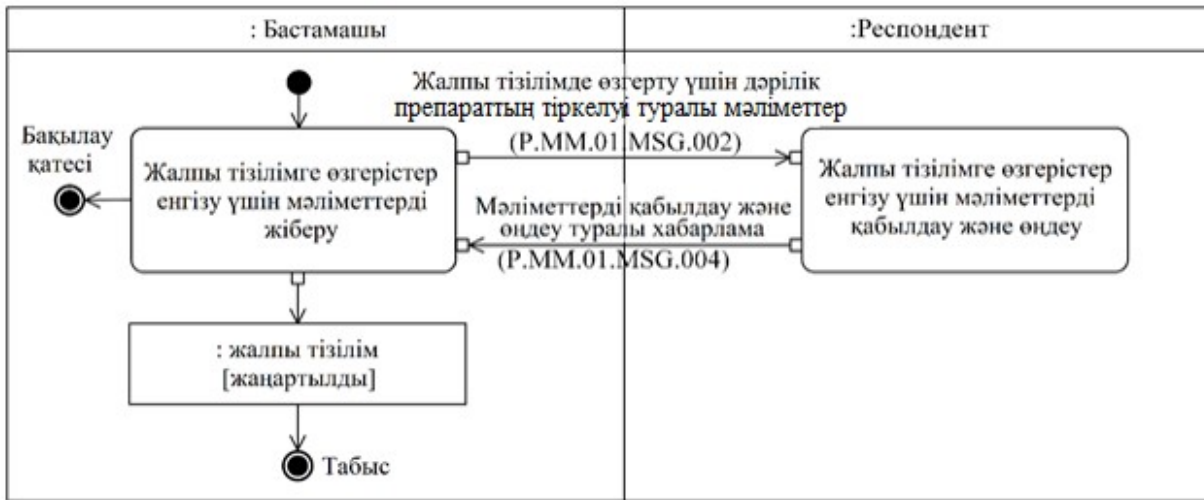 : Бастамашы
:Респондент
Жалпы тізілімде өзгерту үшін дәрілік
препараттың тіркелуі туралы мәліметтер
(P.MM.01.MSG.002)
Бақылау
қатесі
Жалпы тізілімге өзгерістер
енгізу үшін мәліметтерді
жіберу
Мәліметтерді қабылдау және
өңдеу туралы хабарлама
(P.MM.01.MSG.004)
Жалпы тізілімге өзгерістер
енгізу үшін мәліметтерді
қабылдау және өңдеу
: жалпы тізілім
[жаңартылды]
Табыс